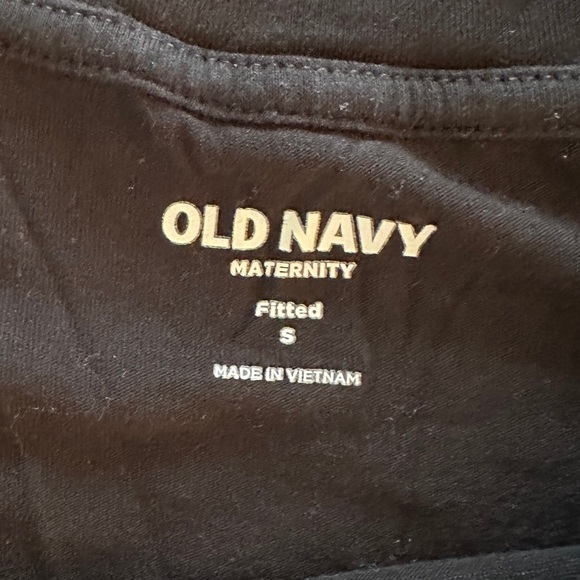 OLD NAVY
MATERNITY
Fitted
S
MADE IN VIETNAM